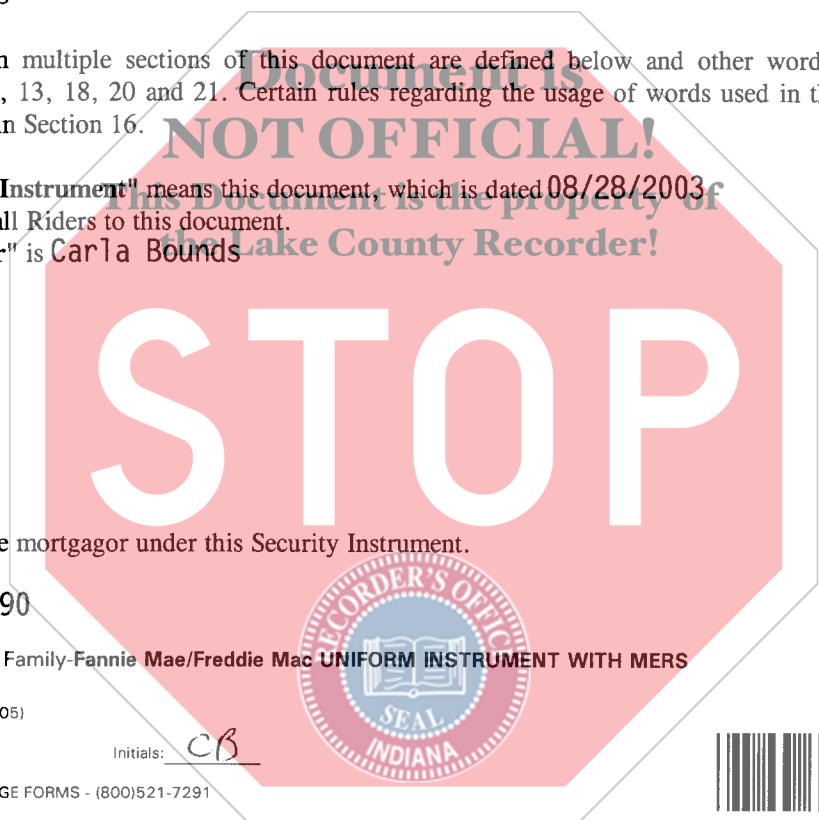 n multiple sections of this document are defined below and other word
, 13, 18, 20 and 21. Certain rules regarding the usage of words used in t
n Section 16.
Document is
NOT OFFICIAL!
This Document is the property of
the Lake County Recorder!
Instrument" means this document, which is dated 08/28/2003
ll Riders to this document.
r" is Carla Bounds
STOP
e mortgagor under this Security Instrument.
90
RECORDER'S OFFICE
SEAL
INDIANA
Family-Fannie Mae/Freddie Mac UNIFORM INSTRUMENT WITH MERS
05)
Initials: CB
GE FORMS - (800)521-7291